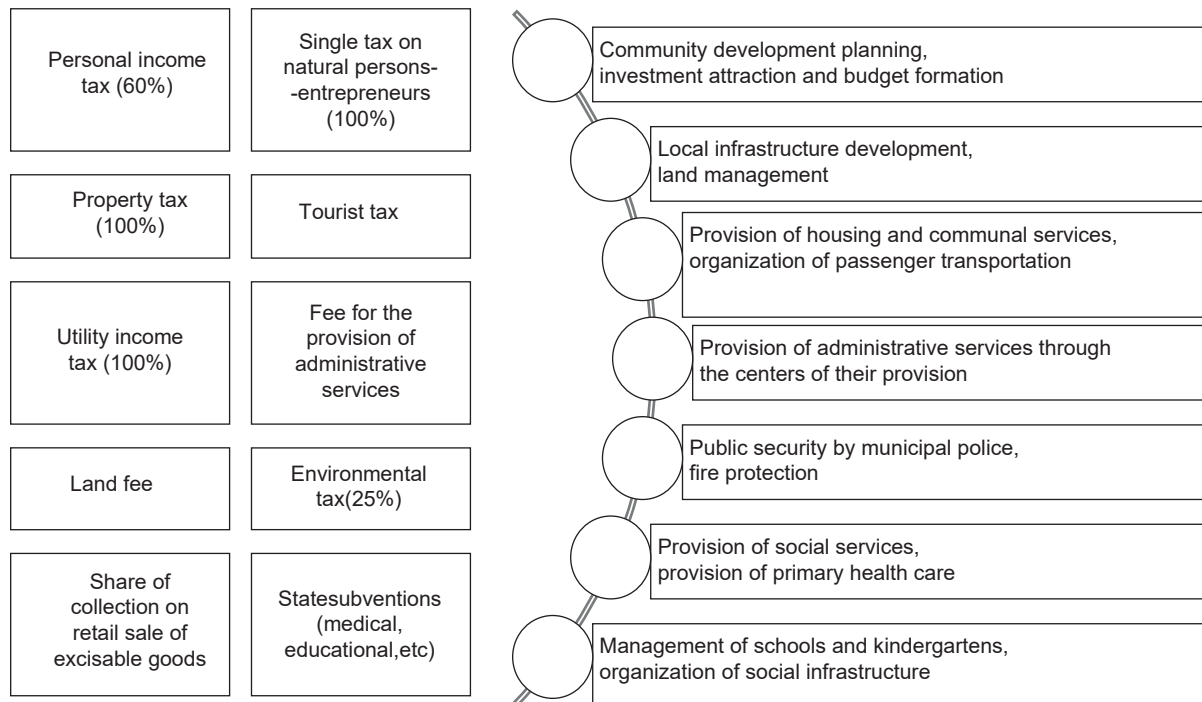 Personal income
tax (60%)
Single tax on
natural persons-
-entrepreneurs
(100%)
Property tax
(100%)
Tourist tax
Utility income
tax (100%)
Fee for the
provision of
administrative
services
Land fee
Environmental
tax(25%)
Share of
collection on
retail sale of
excisable goods
Statesubventions
(medical,
educational,etc)
Community development planning,
investment attraction and budget formation
Local infrastructure development,
land management
Provision of housing and communal services,
organization of passenger transportation
Provision of administrative services through
the centers of their provision
Public security by municipal police,
fire protection
Provision of social services,
provision of primary health care
Management of schools and kindergartens,
organization of social infrastructure